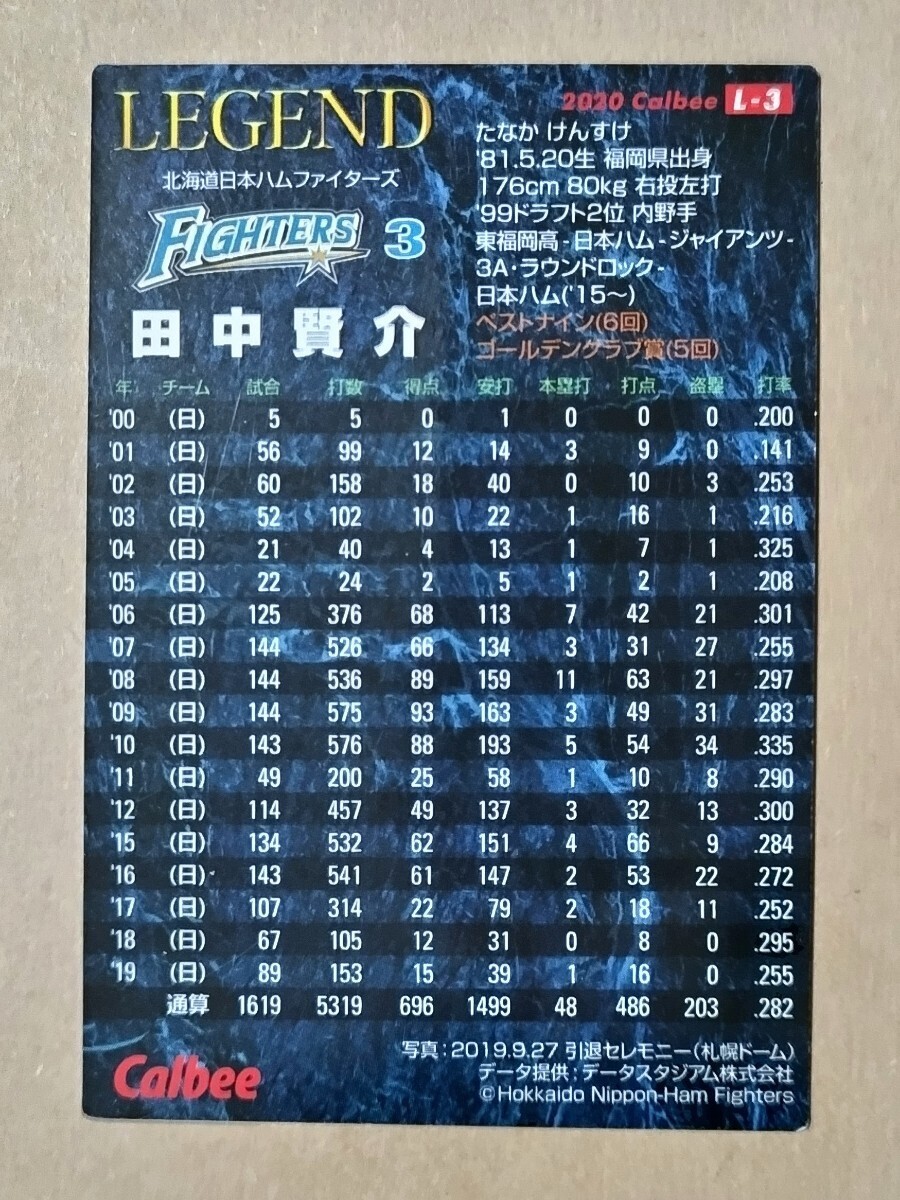 LEGEND
2020 Calbee L-3
北海道日本ハムファイターズ
FIGHTERS 3
田中賢介
たなか けんすけ
'81.5.20生 福岡県出身
176cm 80kg 右投左打
'99ドラフト2位 内野手
東福岡高-日本ハム-ジャイアンツ-
3A・ラウンドロック-
日本ハム('15〜)
ベストナイン(6回)
ゴールデングラブ賞(5回)
年 チーム 試合 打数 得点 安打 本塁打 打点 盗塁 打率
'00 (日) 5 5 0 1 0 0 0 .200
'01 (日) 56 99 12 14 3 9 0 .141
'02 (日) 60 158 18 40 0 10 3 .253
'03 (日) 52 102 10 22 1 16 1 .216
'04 (日) 21 40 4 13 1 7 1 .325
'05 (日) 22 24 2 5 1 2 1 .208
'06 (日) 125 376 68 113 7 42 21 .301
'07 (日) 144 526 66 134 3 31 27 .255
'08 (日) 144 536 89 159 11 63 21 .297
'09 (日) 144 575 93 163 3 49 31 .283
'10 (日) 143 576 88 193 5 54 34 .335
'11 (日) 49 200 25 58 1 10 8 .290
'12 (日) 114 457 49 137 3 32 13 .300
'15 (日) 134 532 62 151 4 66 9 .284
'16 (日) 143 541 61 147 2 53 22 .272
'17 (日) 107 314 22 79 2 18 11 .252
'18 (日) 67 105 12 31 0 8 0 .295
'19 (日) 89 153 15 39 1 16 0 .255
通算 1619 5319 696 1499 48 486 203 .282
写真:2019.9.27 引退セレモニー(札幌ドーム)
データ提供:データスタジアム株式会社
©Hokkaido Nippon-Ham Fighters
Calbee